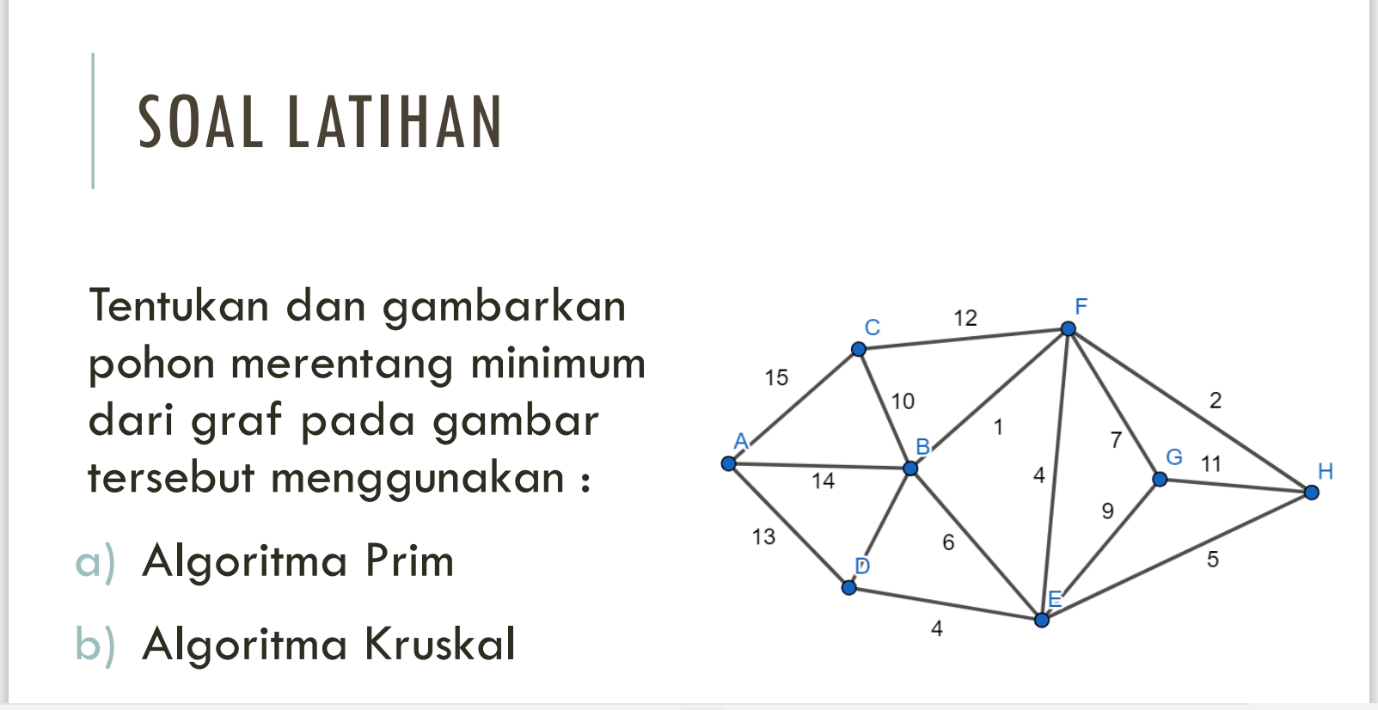 SOAL LATIHAN
Tentukan dan gambarkan
pohon merentang minimum
dari graf pada gambar
tersebut menggunakan :
a) Algoritma Prim
b) Algoritma Kruskal
F
12
C
15
2
10
A
B
1
7
G
11
H
14
4
9
13
6
5
D
E
4